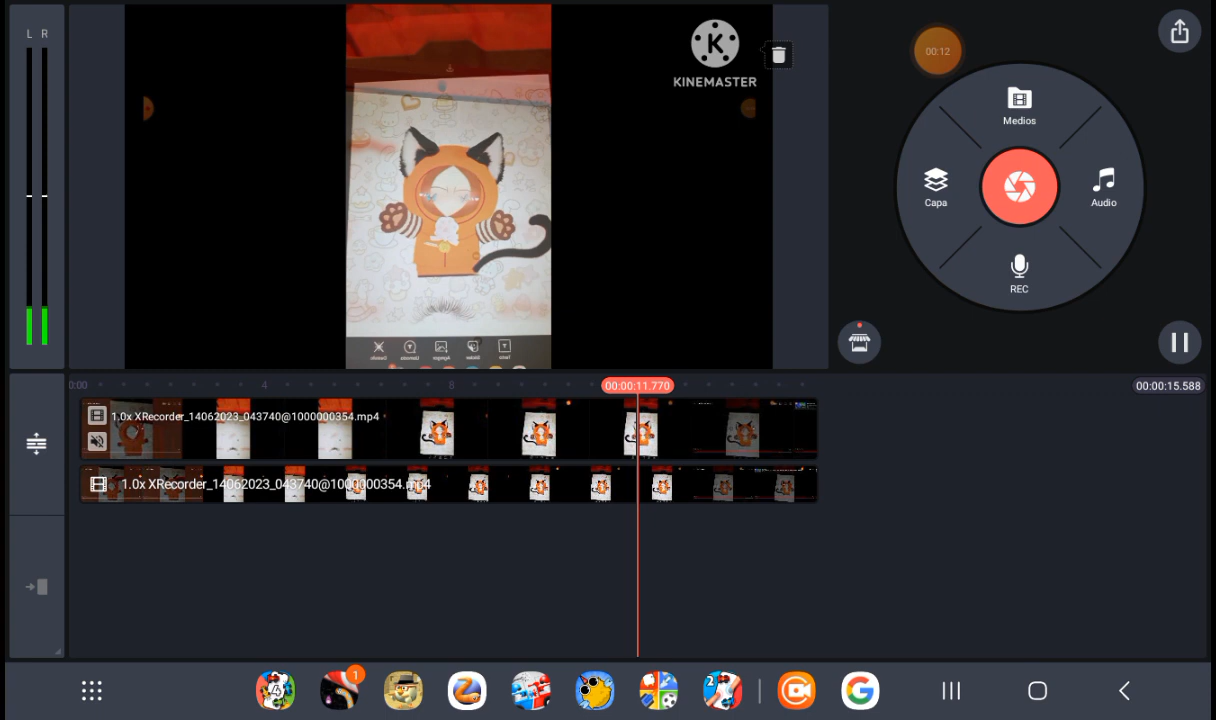 L R
KINEMASTER
00:12
Medios
Capa
Audio
REC
0:00
4
8
00:00:11.770
00:00:15.588
1.0x XRecorder_14062023_043740@1000000354.mp4
1.0x XRecorder_14062023_043740@1000000354.mp4
1
2